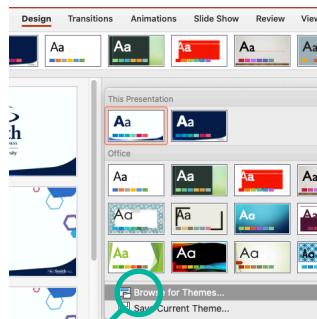 Design Transitions Animations Slide Show Review View
Aa Aa Aa Aa Aa
This Presentation
Aa Aa
Office
Aa Aa Aa Aa
Aa Aa Aa Aa
Aa Aa Aa Aa
Browse for Themes...
Save Current Theme...